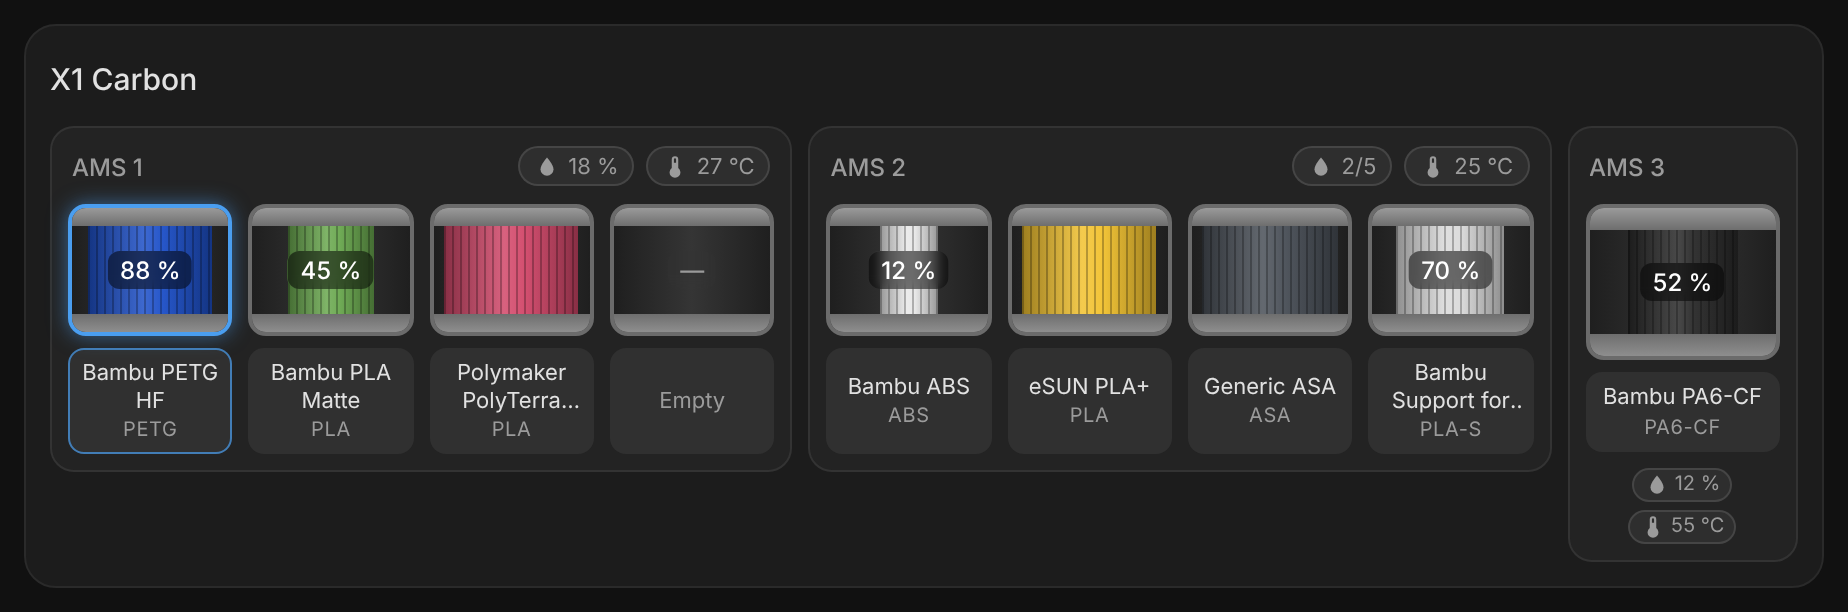 X1 Carbon
AMS 1
18 %
27 °C
88 %
45 %
—
Bambu PETG
HF
PETG
Bambu PLA
Matte
PLA
Polymaker
PolyTerra...
PLA
Empty
AMS 2
2/5
25 °C
12 %
70 %
Bambu ABS
ABS
eSUN PLA+
PLA
Generic ASA
ASA
Bambu
Support for..
PLA-S
AMS 3
52 %
Bambu PA6-CF
PA6-CF
12 %
55 °C